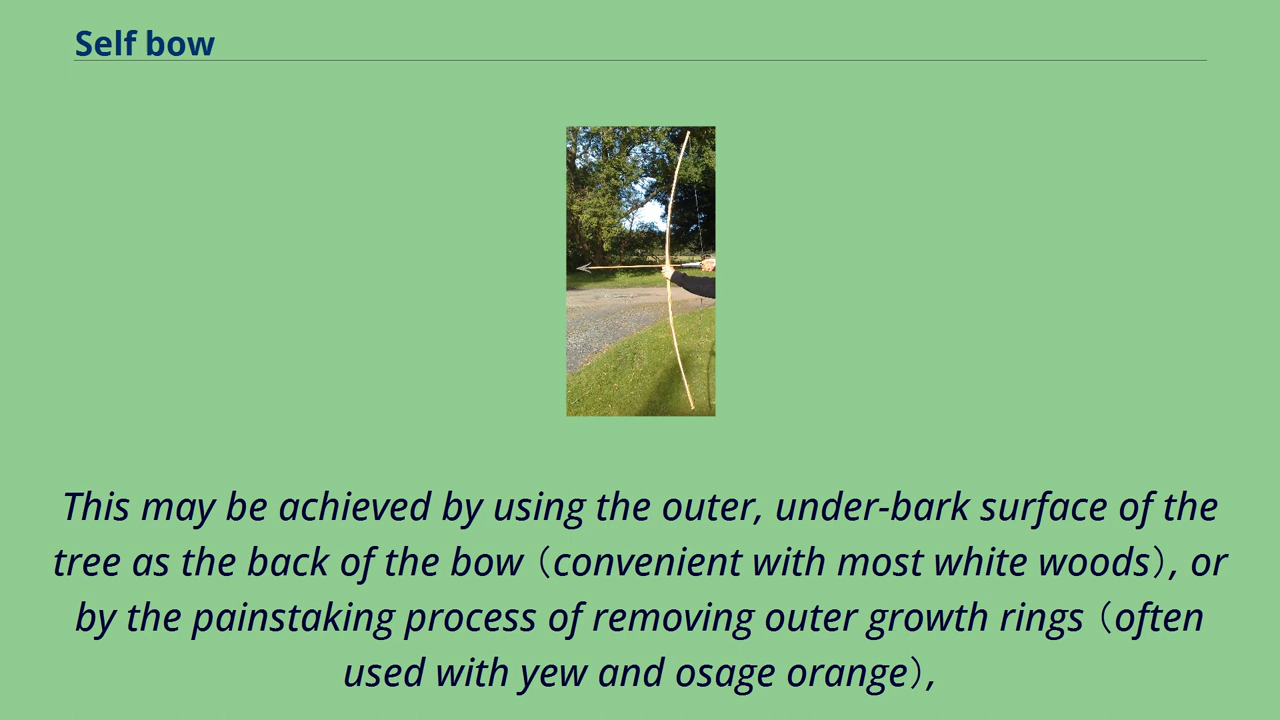 Self bow
This may be achieved by using the outer, under-bark surface of the
tree as the back of the bow （convenient with most white woods）, or
by the painstaking process of removing outer growth rings （often
used with yew and osage orange）,